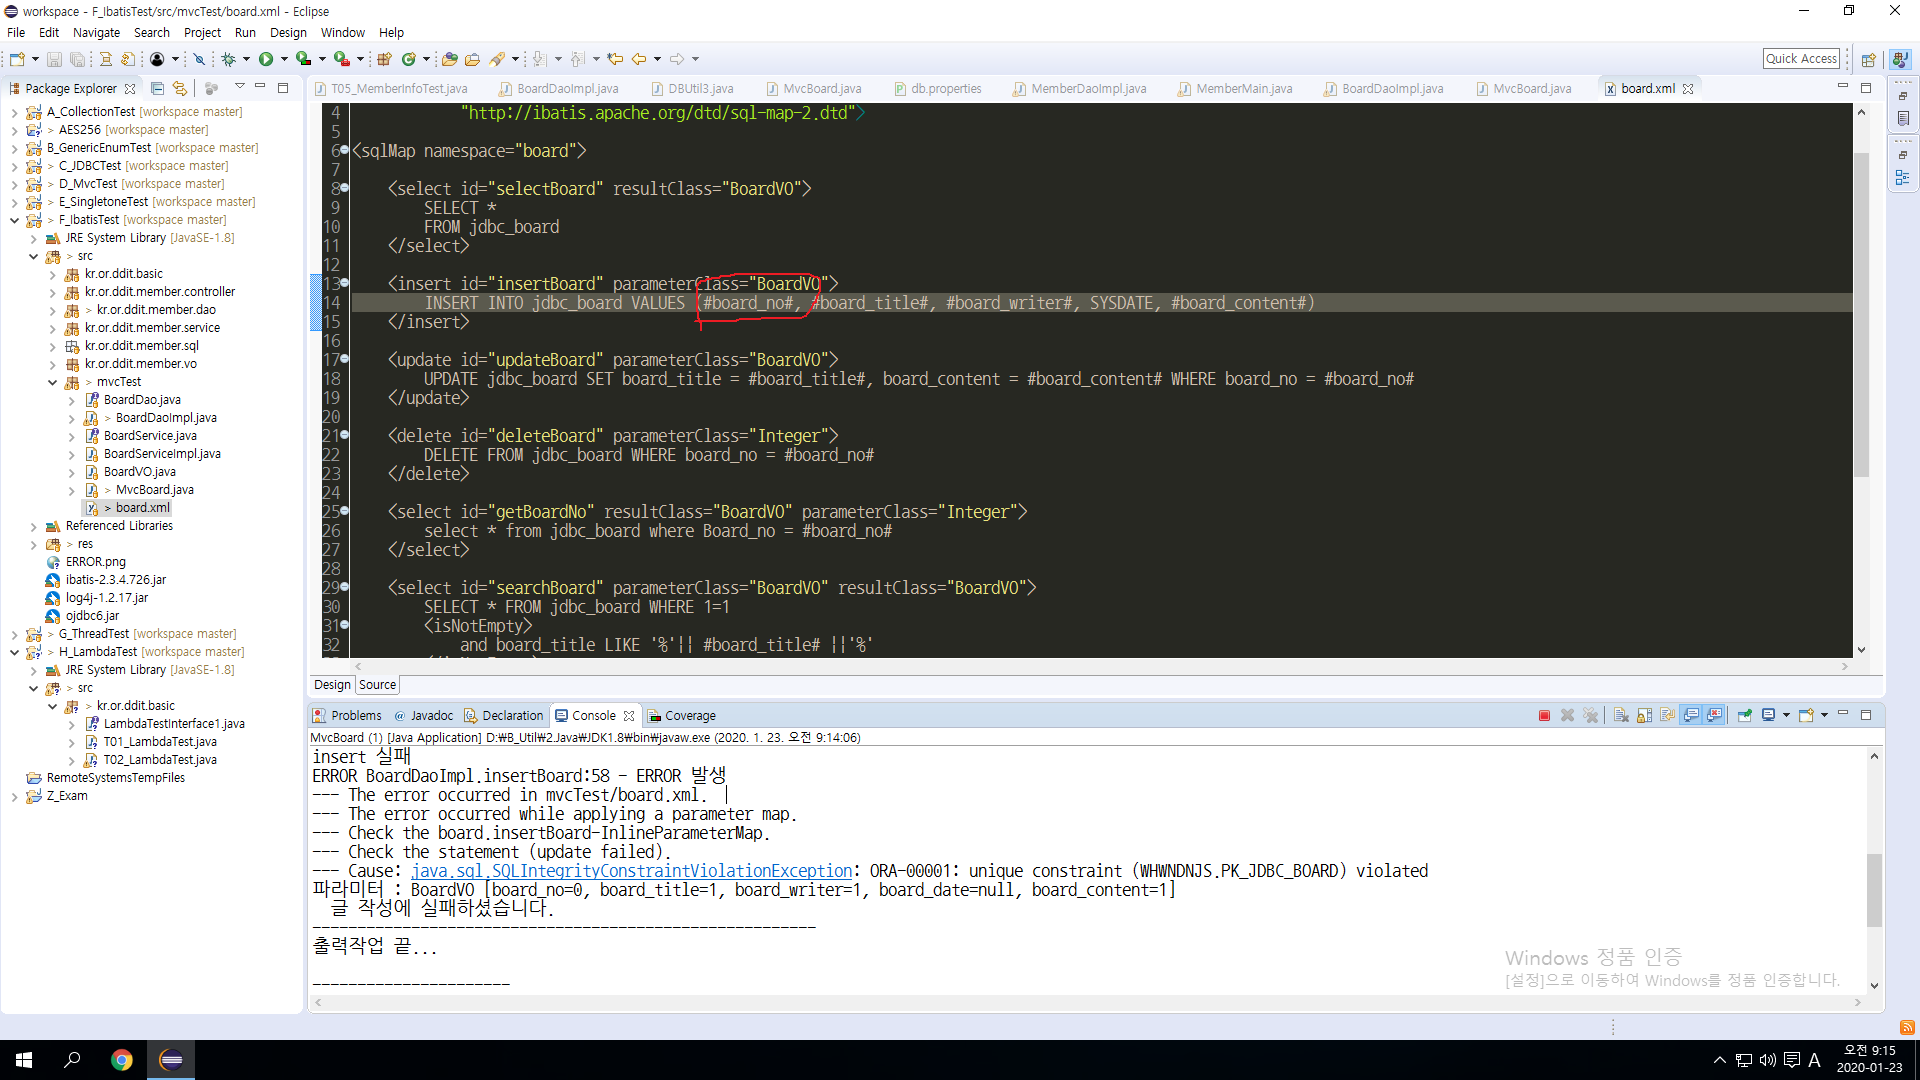 workspace - F_IbatisTest/src/mvcTest/board.xml - Eclipse
File Edit Navigate Search Project Run Design Window Help
Quick Access
Package Explorer
T05_MemberInfoTest.java BoardDaoImpl.java DBUtil3.java MvcBoard.java db.properties MemberDaoImpl.java MemberMain.java BoardDaoImpl.java MvcBoard.java board.xml
A_CollectionTest [workspace master]
> AES256 [workspace master]
B_GenericEnumTest [workspace master]
> C_JDBCTest [workspace master]
> D_MvcTest [workspace master]
> E_SingletoneTest [workspace master]
> F_IbatisTest [workspace master]
JRE System Library [JavaSE-1.8]
> src
kr.or.ddit.basic
kr.or.ddit.member.controller
> kr.or.ddit.member.dao
kr.or.ddit.member.service
kr.or.ddit.member.sql
kr.or.ddit.member.vo
> mvcTest
BoardDao.java
> BoardDaoImpl.java
BoardService.java
BoardServiceImpl.java
BoardVO.java
> MvcBoard.java
> board.xml
Referenced Libraries
> res
ERROR.png
ibatis-2.3.4.726.jar
log4j-1.2.17.jar
ojdbc6.jar
> G_ThreadTest [workspace master]
> H_LambdaTest [workspace master]
JRE System Library [JavaSE-1.8]
> src
> kr.or.ddit.basic
LambdaTestInterface1.java
T01_LambdaTest.java
T02_LambdaTest.java
RemoteSystemsTempFiles
Z_Exam
4 "http://ibatis.apache.org/dtd/sql-map-2.dtd">
5
6 <sqlMap namespace="board">
7
8 <select id="selectBoard" resultClass="BoardVO">
9 SELECT *
10 FROM jdbc_board
11 </select>
12
13 <insert id="insertBoard" parameterClass="BoardVO">
14 INSERT INTO jdbc_board VALUES (#board_no#, #board_title#, #board_writer#, SYSDATE, #board_content#)
15 </insert>
16
17 <update id="updateBoard" parameterClass="BoardVO">
18 UPDATE jdbc_board SET board_title = #board_title#, board_content = #board_content# WHERE board_no = #board_no#
19 </update>
20
21 <delete id="deleteBoard" parameterClass="Integer">
22 DELETE FROM jdbc_board WHERE board_no = #board_no#
23 </delete>
24
25 <select id="getBoardNo" resultClass="BoardVO" parameterClass="Integer">
26 select * from jdbc_board where Board_no = #board_no#
27 </select>
28
29 <select id="searchBoard" parameterClass="BoardVO" resultClass="BoardVO">
30 SELECT * FROM jdbc_board WHERE 1=1
31 <isNotEmpty>
32 and board_title LIKE '%'|| #board_title# ||'%'
Design Source
Problems @ Javadoc Declaration Console Coverage
MvcBoard (1) [Java Application] D:₩B_Util₩2.Java₩JDK1.8₩bin₩javaw.exe (2020. 1. 23. 오전 9:14:06)
insert 실패
ERROR BoardDaoImpl.insertBoard:58 - ERROR 발생
--- The error occurred in mvcTest/board.xml.
--- The error occurred while applying a parameter map.
--- Check the board.insertBoard-InlineParameterMap.
--- Check the statement (update failed).
--- Cause: java.sql.SQLIntegrityConstraintViolationException: ORA-00001: unique constraint (WHWNDNJS.PK_JDBC_BOARD) violated
파라미터 : BoardVO [board_no=0, board_title=1, board_writer=1, board_date=null, board_content=1]
글 작성에 실패하셨습니다.
--------------------------------------------------------
출력작업 끝...
----------------------
Windows 정품 인증
[설정]으로 이동하여 Windows를 정품 인증합니다.
A
오전 9:15
2020-01-23